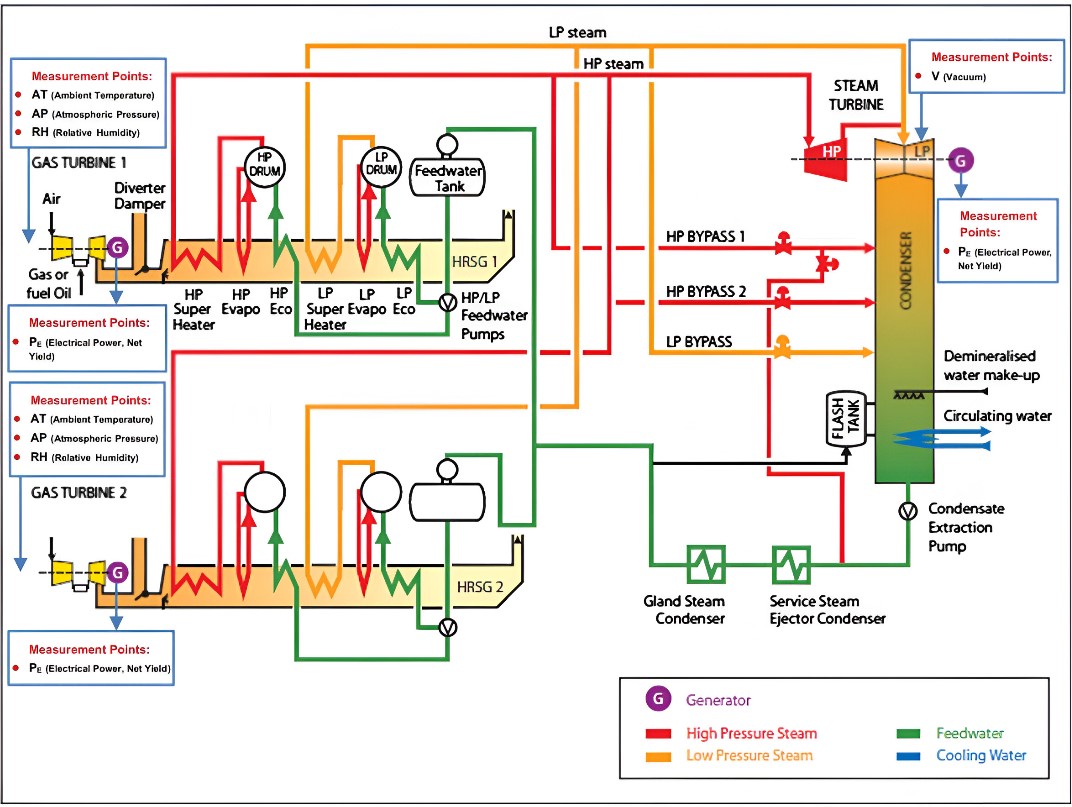 LP steam
HP steam
Measurement Points:
AT (Ambient Temperature)
AP (Atmospheric Pressure)
RH (Relative Humidity)
Measurement Points:
V (Vacuum)
STEAM
TURBINE
GAS TURBINE 1
Air
Diverter
Damper
HP
DRUM
LP
DRUM
Feedwater
Tank
HP
LP
G
G
Gas or
fuel Oil
HRSG 1
HP
Super
Heater
HP
Evapo
HP
Eco
LP
Super
Heater
LP
Evapo
LP
Eco
HP/LP
Feedwater
Pumps
Measurement Points:
PE (Electrical Power, Net
Yield)
Measurement
Points:
PE (Electrical Power,
Net Yield)
HP BYPASS 1
HP BYPASS 2
LP BYPASS
CONDENSER
Demineralised
water make-up
Circulating water
FLASH
TANK
Measurement Points:
AT (Ambient Temperature)
AP (Atmospheric Pressure)
RH (Relative Humidity)
GAS TURBINE 2
G
HRSG 2
Condensate
Extraction
Pump
Gland Steam
Condenser
Service Steam
Ejector Condenser
Measurement Points:
PE (Electrical Power, Net Yield)
G Generator
High Pressure Steam
Feedwater
Low Pressure Steam
Cooling Water